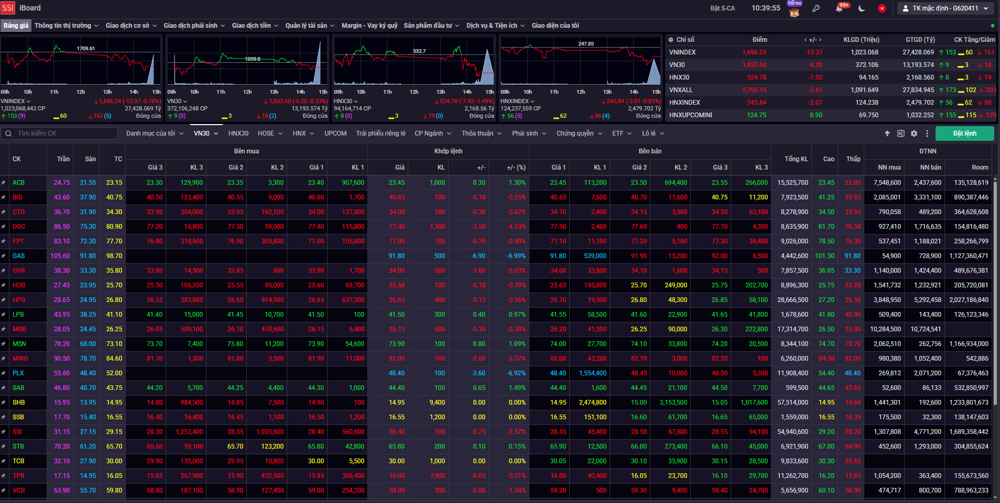 SSI iBoard Bật S-CA 10:39:55 Hỗ trợ 99+ TK mặc định - G620411
Bảng giá Thông tin thị trường Giao dịch cơ sở Giao dịch phái sinh Giao dịch tiền Quản lý tài sản Margin - Vay ký quỹ Sản phẩm đầu tư Dịch vụ & Tiện ích Giao diện của tôi
1709.61
09h 10h 11h 12h 13h 14h 15h
VNINDEX ↓1,696.24 (-13.37 -0.78%)
1,023,068,442 CP 27,428.069 Tỷ
↑ 153 (9) 60 ↓ 167 (5) Đóng cửa
1859.8
09h 10h 11h 12h 13h 14h 15h
VN30 ↓1,853.60 (-6.20 -0.33%)
372,106,248 CP 13,193.574 Tỷ
↑ 9 (0) 3 ↓ 18 (2) Đóng cửa
532.7
09h 10h 11h 12h 13h 14h 15h
HNX30 ↓524.78 (-7.92 -1.49%)
94,164,714 CP 2,168.56 Tỷ
↑ 8 (0) 3 ↓ 19 (0) Đóng cửa
247.85
09h 10h 11h 12h 13h 14h 15h
HNXINDEX ↓245.84 (-2.01 -0.81%)
124,237,559 CP 2,479.702 Tỷ
↑ 56 (5) 62 ↓ 86 (4) Đóng cửa
Chỉ số Điểm < +/- > KLGD (Triệu) GTGD (Tỷ) CK Tăng/Giảm
VNINDEX 1,696.24 -13.37 1,023.068 27,428.069 ↑ 153 60 ↓ 167
VN30 1,853.60 -6.20 372.106 13,193.574 ↑ 9 3 ↓ 18
HNX30 524.78 -7.92 94.165 2,168.560 ↑ 8 3 ↓ 19
VNXALL 2,765.15 -5.61 1,091.649 27,834.945 ↑ 173 102 ↓ 203
HNXINDEX 245.84 -2.01 124.238 2,479.702 ↑ 56 62 ↓ 86
HNXUPCOMIND 124.75 0.90 69.750 1,032.252 ↑ 155 115 ↓ 129
Tìm kiếm CK Danh mục của tôi VN30 HNX30 HOSE HNX UPCOM Trái phiếu riêng lẻ CP Ngành Thỏa thuận Phái sinh Chứng quyền ETF Lô lẻ Đặt lệnh
CK Trần Sàn TC Bên mua Khớp lệnh Bên bán Tổng KL Cao Thấp ĐTNN
Giá 3 KL 3 Giá 2 KL 2 Giá 1 KL 1 Giá KL +/- +/- (%) Giá 1 KL 1 Giá 2 KL 2 Giá 3 KL 3 NN mua NN bán Room
ACB 24.75 21.55 23.15 23.30 129,900 23.35 3,300 23.40 907,600 23.45 1,000 0.30 1.30% 23.45 113,200 23.50 694,400 23.55 266,000 15,525,700 23.45 22.80 7,548,600 2,437,600 135,128,619
BID 43.60 37.90 40.75 40.50 123,400 40.55 9,000 40.60 1,700 40.65 100 -0.10 -0.25% 40.65 7,600 40.70 11,600 40.75 11,200 7,923,500 41.25 39.95 2,085,001 3,331,100 890,387,446
CTG 36.70 31.90 34.30 33.90 304,000 33.95 162,100 34.00 127,800 34.00 100 -0.30 -0.87% 34.10 2,400 34.15 3,300 34.20 63,100 8,278,900 34.50 33.95 790,058 489,200 364,628,608
DGC 86.50 75.30 80.90 77.20 16,800 77.30 59,000 77.40 115,800 77.40 1,500 -3.50 -4.33% 77.50 2,400 77.60 400 77.70 4,300 8,635,900 81.70 76.50 927,410 1,716,635 154,816,480
FPT 83.10 72.30 77.70 76.80 318,600 76.90 305,800 77.00 105,800 77.00 100 -0.70 -0.90% 77.10 11,100 77.20 5,100 77.30 38,400 9,026,000 78.50 76.30 537,451 1,188,021 258,266,799
GAS 105.60 91.80 98.70 91.80 500 -6.90 -6.99% 91.80 539,000 91.90 15,200 92.00 6,500 4,442,600 101.30 91.80 54,900 728,900 1,127,360,471
GVR 38.30 33.30 35.80 33.80 14,500 33.85 600 33.90 1,700 34.00 500 -1.80 -5.03% 34.00 33,800 34.10 1,600 34.15 500 7,857,500 36.05 33.30 1,140,000 1,424,400 489,676,381
HDB 27.45 23.95 25.70 25.50 106,200 25.55 95,000 25.60 69,700 25.60 100 -0.10 -0.39% 25.65 195,800 25.70 249,000 25.75 202,700 8,896,300 25.75 25.20 1,541,732 1,232,921 205,720,081
HPG 28.65 24.95 26.80 26.55 383,600 26.60 914,900 26.65 637,300 26.65 400 -0.15 -0.56% 26.70 19,500 26.80 48,300 26.85 58,100 28,666,500 27.20 26.50 3,848,950 5,292,458 2,027,186,840
LPB 43.95 38.25 41.10 41.40 15,000 41.45 10,700 41.50 100 41.50 300 0.40 0.97% 41.55 58,500 41.60 22,900 41.65 41,800 1,678,600 41.80 40.90 509,400 143,400 126,123,346
MBB 28.05 24.45 26.25 26.05 509,100 26.10 470,600 26.15 6,400 26.15 600 -0.10 -0.38% 26.20 41,200 26.25 90,000 26.30 222,800 17,314,700 26.50 25.80 10,284,500 10,724,541
MSN 78.20 68.00 73.10 73.70 7,400 73.80 11,200 73.90 54,600 73.90 100 0.80 1.09% 74.00 27,700 74.10 33,800 74.20 20,500 8,344,100 74.70 72.70 2,062,510 262,756 1,166,934,000
MWG 90.50 78.70 84.60 81.70 1,300 81.80 3,500 81.90 11,000 82.00 100 -2.60 -3.07% 82.00 43,200 82.10 3,000 82.20 100 6,260,000 84.50 82.00 980,380 1,052,400 542,886
PLX 55.60 48.40 52.00 48.40 100 -3.60 -6.92% 48.40 1,554,400 48.45 10,000 48.50 5,200 11,908,400 54.40 48.40 269,812 2,071,200 67,376,463
SAB 46.80 40.70 43.75 44.20 5,700 44.25 4,400 44.30 1,000 44.40 100 0.65 1.49% 44.40 1,600 44.45 21,100 44.50 7,700 599,500 44.65 43.65 52,600 86,133 532,850,997
SHB 15.95 13.95 14.95 14.80 984,500 14.85 7,500 14.90 100 14.95 9,400 0.00 0.00% 14.95 2,474,800 15.00 3,153,500 15.05 1,017,600 57,514,000 14.95 14.60 1,441,301 192,600 1,233,801,673
SSB 17.70 15.40 16.55 16.40 16,400 16.45 1,100 16.50 1,200 16.55 1,200 0.00 0.00% 16.55 151,100 16.60 61,700 16.65 65,000 1,559,000 16.55 16.35 175,500 32,300 138,147,603
SSI 31.15 27.15 29.15 28.30 1,253,400 28.35 1,035,600 28.40 560,600 28.40 100 -0.75 -2.57% 28.45 45,400 28.50 67,800 28.55 94,100 54,940,600 29.20 28.20 1,307,808 4,771,200 1,689,358,442
STB 70.20 61.20 65.70 65.60 99,100 65.70 123,200 65.80 42,800 65.80 200 0.10 0.15% 65.90 12,500 66.00 273,400 66.10 45,000 6,921,900 67.00 64.90 452,600 1,293,000 304,855,624
TCB 32.10 27.90 30.00 29.90 135,000 29.95 10,800 30.00 5,500 30.00 1,000 0.00 0.00% 30.05 22,000 30.10 35,900 30.15 28,500 9,833,600 30.30 29.65
TPB 17.15 14.95 16.05 15.85 267,900 15.90 452,500 15.95 366,400 16.00 7,900 -0.05 -0.31% 16.00 40,400 16.05 23,700 16.10 29,700 11,262,700 16.20 15.85 1,054,200 363,400 155,673,560
VCB 63.90 55.70 59.80 58.80 187,100 58.90 127,400 59.00 254,200 59.00 300 -0.80 -1.34% 59.20 500 59.30 9,400 59.40 24,700 5,656,900 60.10 58.90 474,717 800,700 788,963,233